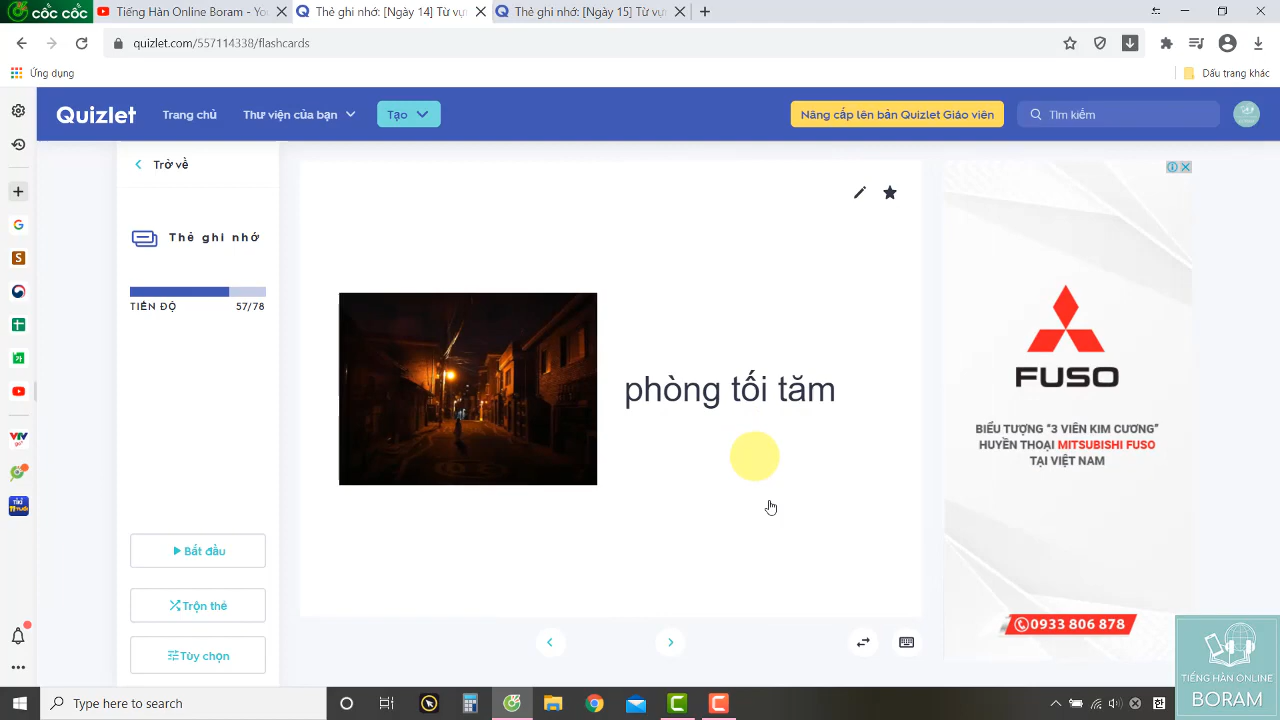 CỐC CỐC
Tiếng Hàn Online Boram - Yo
Thẻ ghi nhớ: [Ngày 14] Từ vự
Thẻ ghi nhớ: [Ngày 15] Từ vự
quizlet.com/557114338/flashcards
Ứng dụng
Dấu trang khác
Quizlet
Trang chủ
Thư viện của bạn
Tạo
Nâng cấp lên bản Quizlet Giáo viên
Tìm kiếm
Trở về
Thẻ ghi nhớ
TIẾN ĐỘ
57/78
phòng tối tăm
FUSO
BIỂU TƯỢNG "3 VIÊN KIM CƯƠNG"
HUYỀN THOẠI MITSUBISHI FUSO
TẠI VIỆT NAM
Bắt đầu
Trộn thẻ
Tùy chọn
0933 806 878
TIẾNG HÀN ONLINE
BORAM
Type here to search